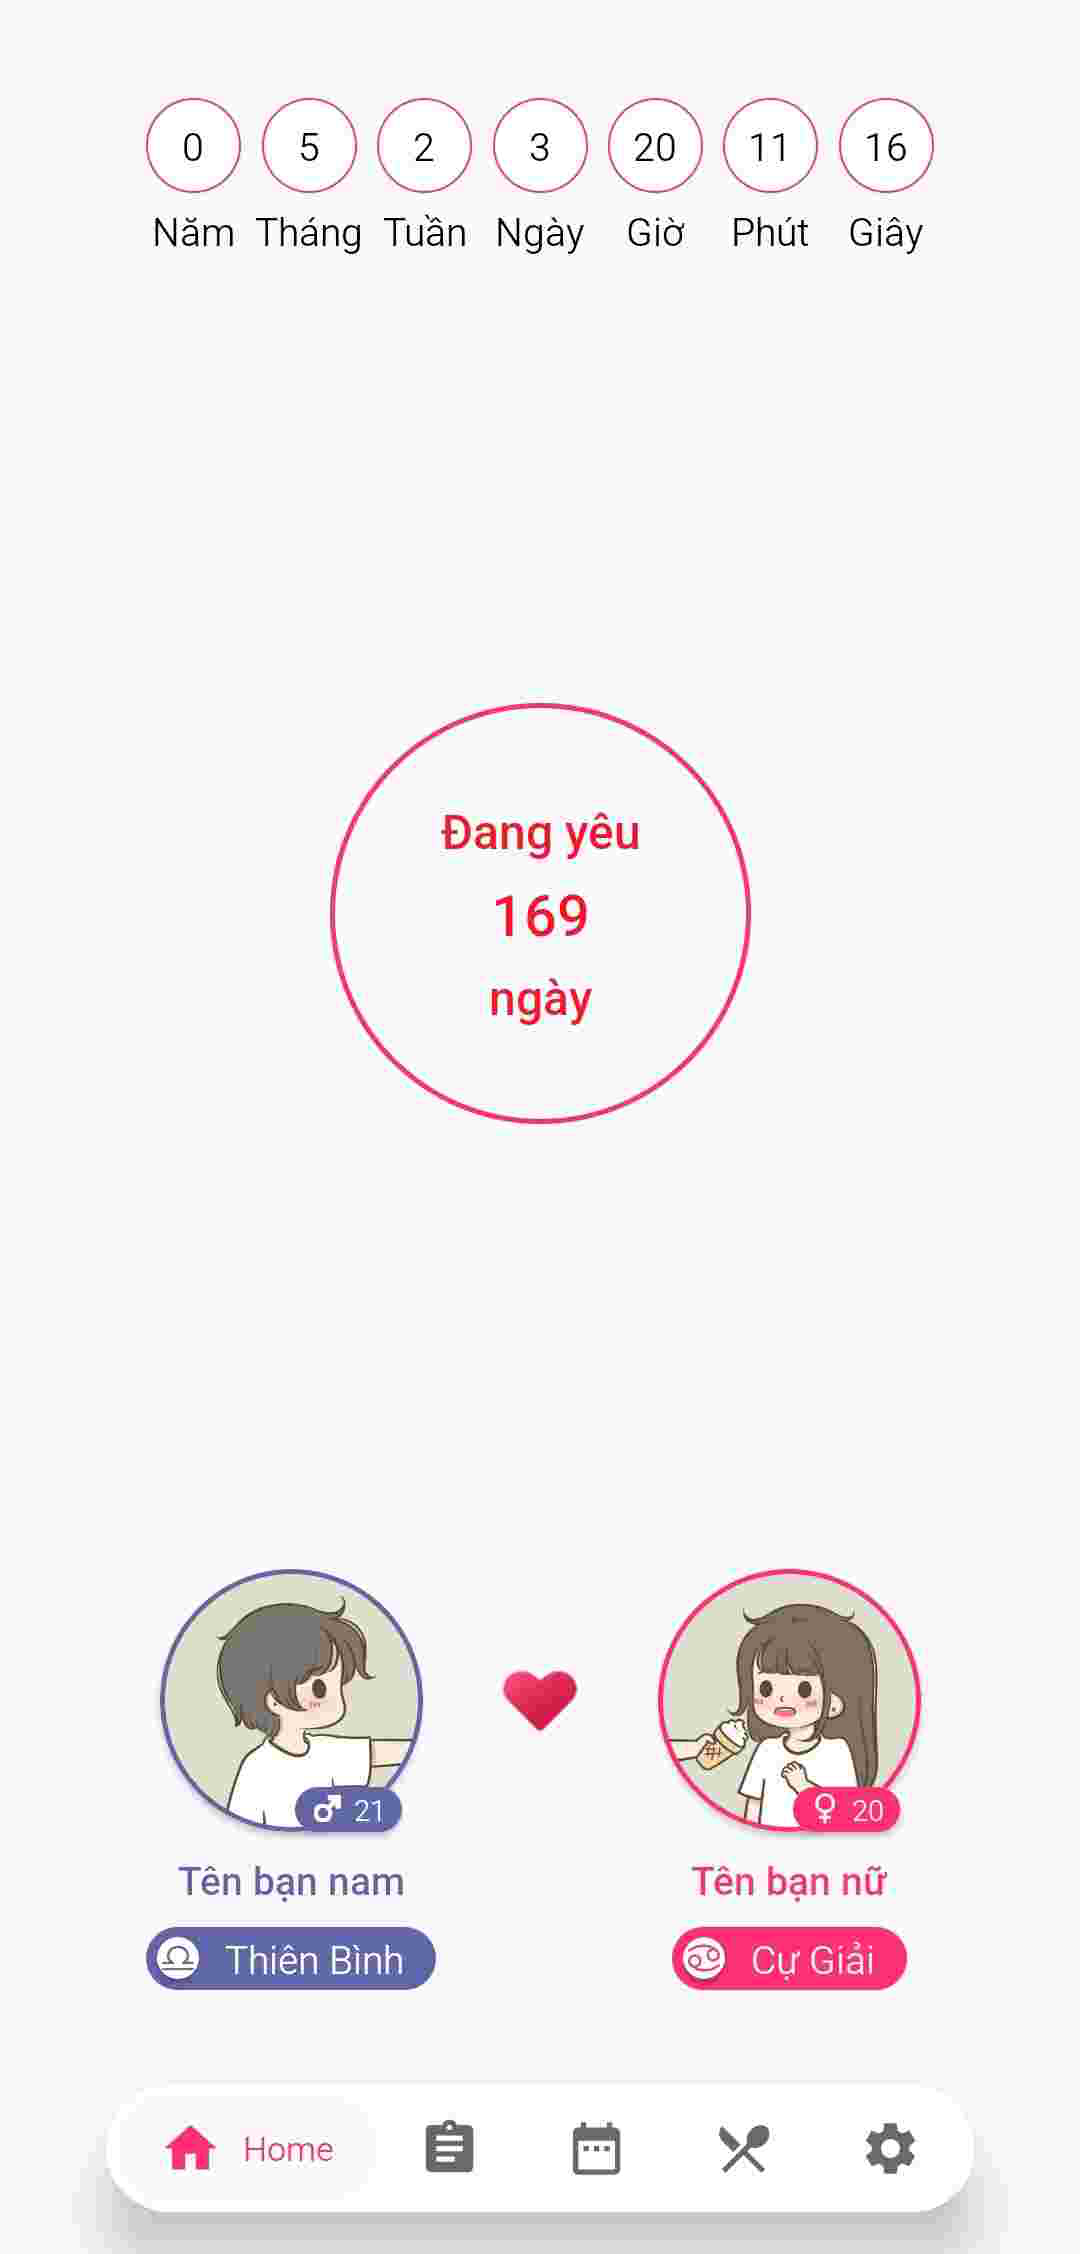 0 5 2 3 20 11 16
Năm Tháng Tuần Ngày Giờ Phút Giây
Đang yêu
169
ngày
21
20
Tên bạn nam
Tên bạn nữ
Thiên Bình
Cự Giải
Home